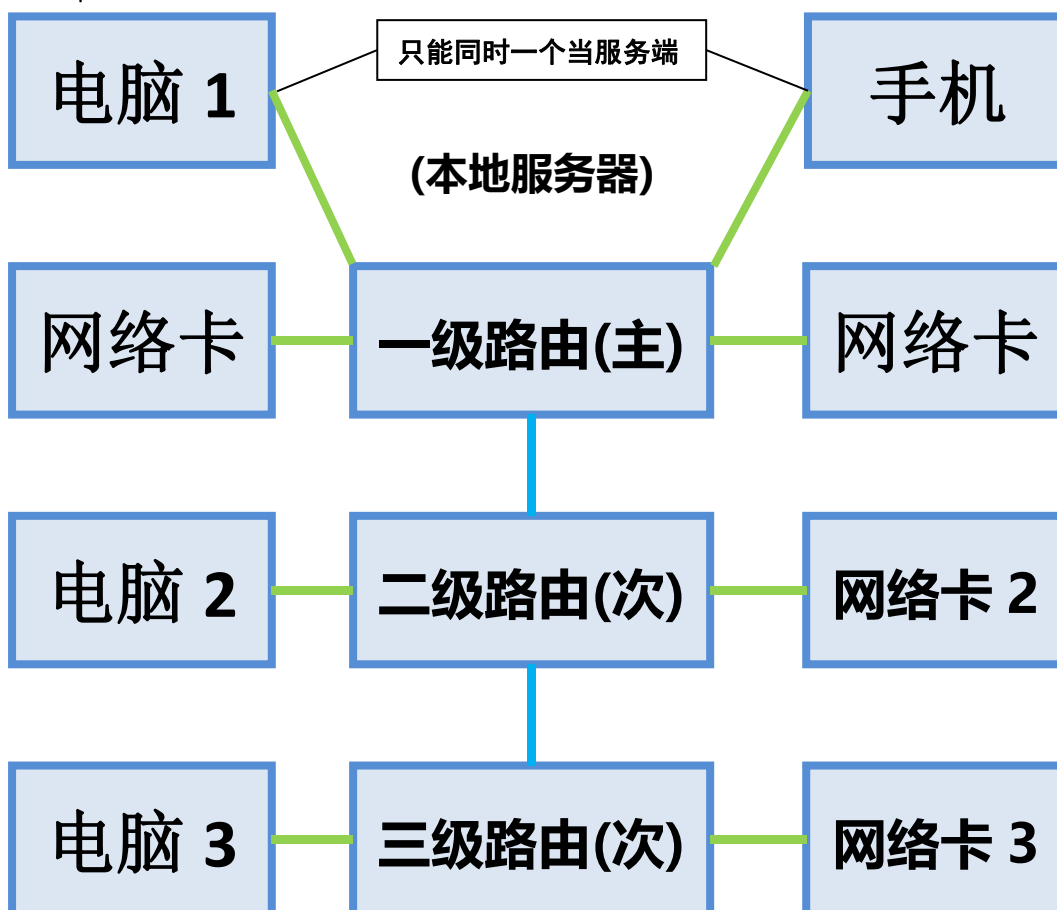 电脑 1
只能同时一个当服务端
手机
(本地服务器)
网络卡
一级路由(主)
网络卡
电脑 2
二级路由(次)
网络卡 2
电脑 3
三级路由(次)
网络卡 3